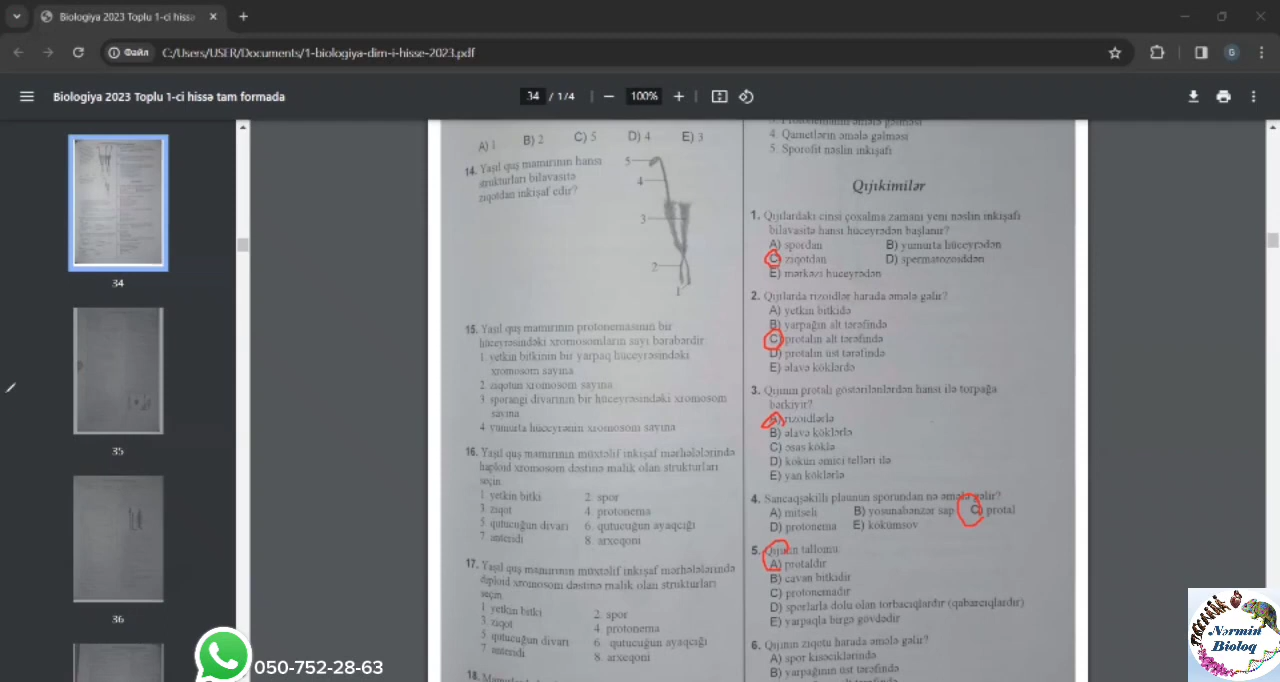 Biologiya 2023 Toplu 1-ci hissə
Файл
C:/Users/USER/Documents/1-biologiya-dim-i-hisse-2023.pdf
G
Biologiya 2023 Toplu 1-ci hissə tam formada
34 / 174
100%
34
35
36
A) 1 B) 2 C) 5 D) 4 E) 3
14. Yaşıl quş mamırının hansı
strukturları bilavasitə
ziqotdan inkişaf edir?
5
4
3
2
1
15. Yaşıl quş mamırının protonemasının bir
hüceyrəsindəki xromosomların sayı bərabərdir
1. yetkin bitkinin bir yarpaq hüceyrəsindəki
xromosom sayına
2. ziqotun xromosom sayına
3. sporangi divarının bir hüceyrəsindəki xromosom
sayına
4. yumurta hüceyrənin xromosom sayına
16. Yaşıl quş mamırının müxtəlif inkişaf mərhələlərində
haploid xromosom dəstinə malik olan strukturları
seçin
1. yetkin bitki 2. spor
3. ziqot 4. protonema
5. qutucuğun divarı 6. qutucuğun ayaqcığı
7. anteridi 8. arxeqoni
17. Yaşıl quş mamırının müxtəlif inkişaf mərhələlərində
diploid xromosom dəstinə malik olan strukturları
seçin
1. yetkin bitki 2. spor
3. ziqot 4. protonema
5. qutucuğun divarı 6. qutucuğun ayaqcığı
7. anteridi 8. arxeqoni
18.
4. Qametlərin əmələ gəlməsi
5. Sporofit nəslin inkişafı
Qıjıkimilər
1. Qıjılardakı cinsi çoxalma zamanı yeni nəslin inkişafı
bilavasitə hansı hüceyrədən başlanır?
A) spordan B) yumurta hüceyrədən
C) ziqotdan D) spermatozoiddən
E) mərkəzi hüceyrədən
2. Qıjılarda rizoidlər harada əmələ gəlir?
A) yetkin bitkidə
B) yarpağın alt tərəfində
C) protalın alt tərəfində
D) protalın üst tərəfində
E) əlavə köklərdə
3. Qıjının protalı göstərilənlərdən hansı ilə torpağa
bərkiyir?
A) rizoidlərlə
B) əlavə köklərlə
C) əsas köklə
D) kökün əmici telləri ilə
E) yan köklərlə
4. Sancaqşəkilli plaunun sporundan nə əmələ gəlir?
A) mitseli B) yosunabənzər sap C) protal
D) protonema E) kökümsov
5. Qıjının tallomu
A) protaldır
B) cavan bitkidir
C) protonemadır
D) sporlarla dolu olan torbacıqlardır (qabarcıqlardır)
E) yarpaqla birgə gövdədir
6. Qıjının ziqotu harada əmələ gəlir?
A) spor kisəciklərində
B) yarpağının üst tərəfində
050-752-28-63
Nərmin
Bioloq